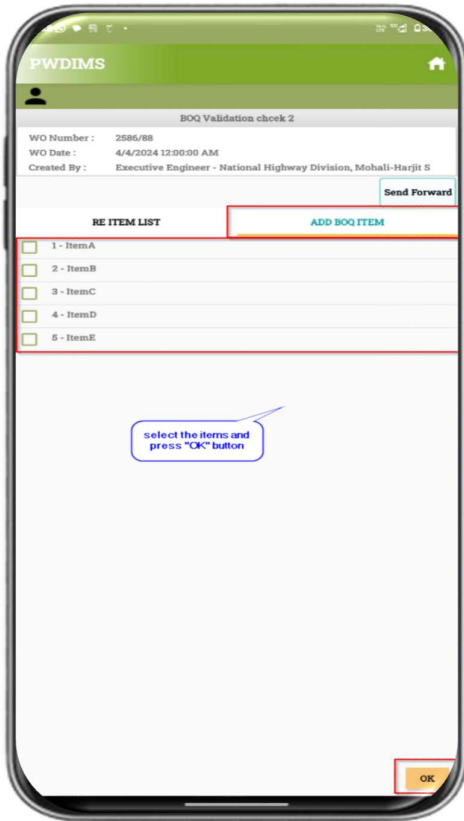 PWDIMS
BOQ Validation chcek 2
WO Number : 2586/88
WO Date : 4/4/2024 12:00:00 AM
Created By : Executive Engineer - National Highway Division, Mohali-Harjit S
Send Forward
RE ITEM LIST ADD BOQ ITEM
1 - ItemA
2 - ItemB
3 - ItemC
4 - ItemD
5 - ItemE
select the items and
press "OK" button
OK